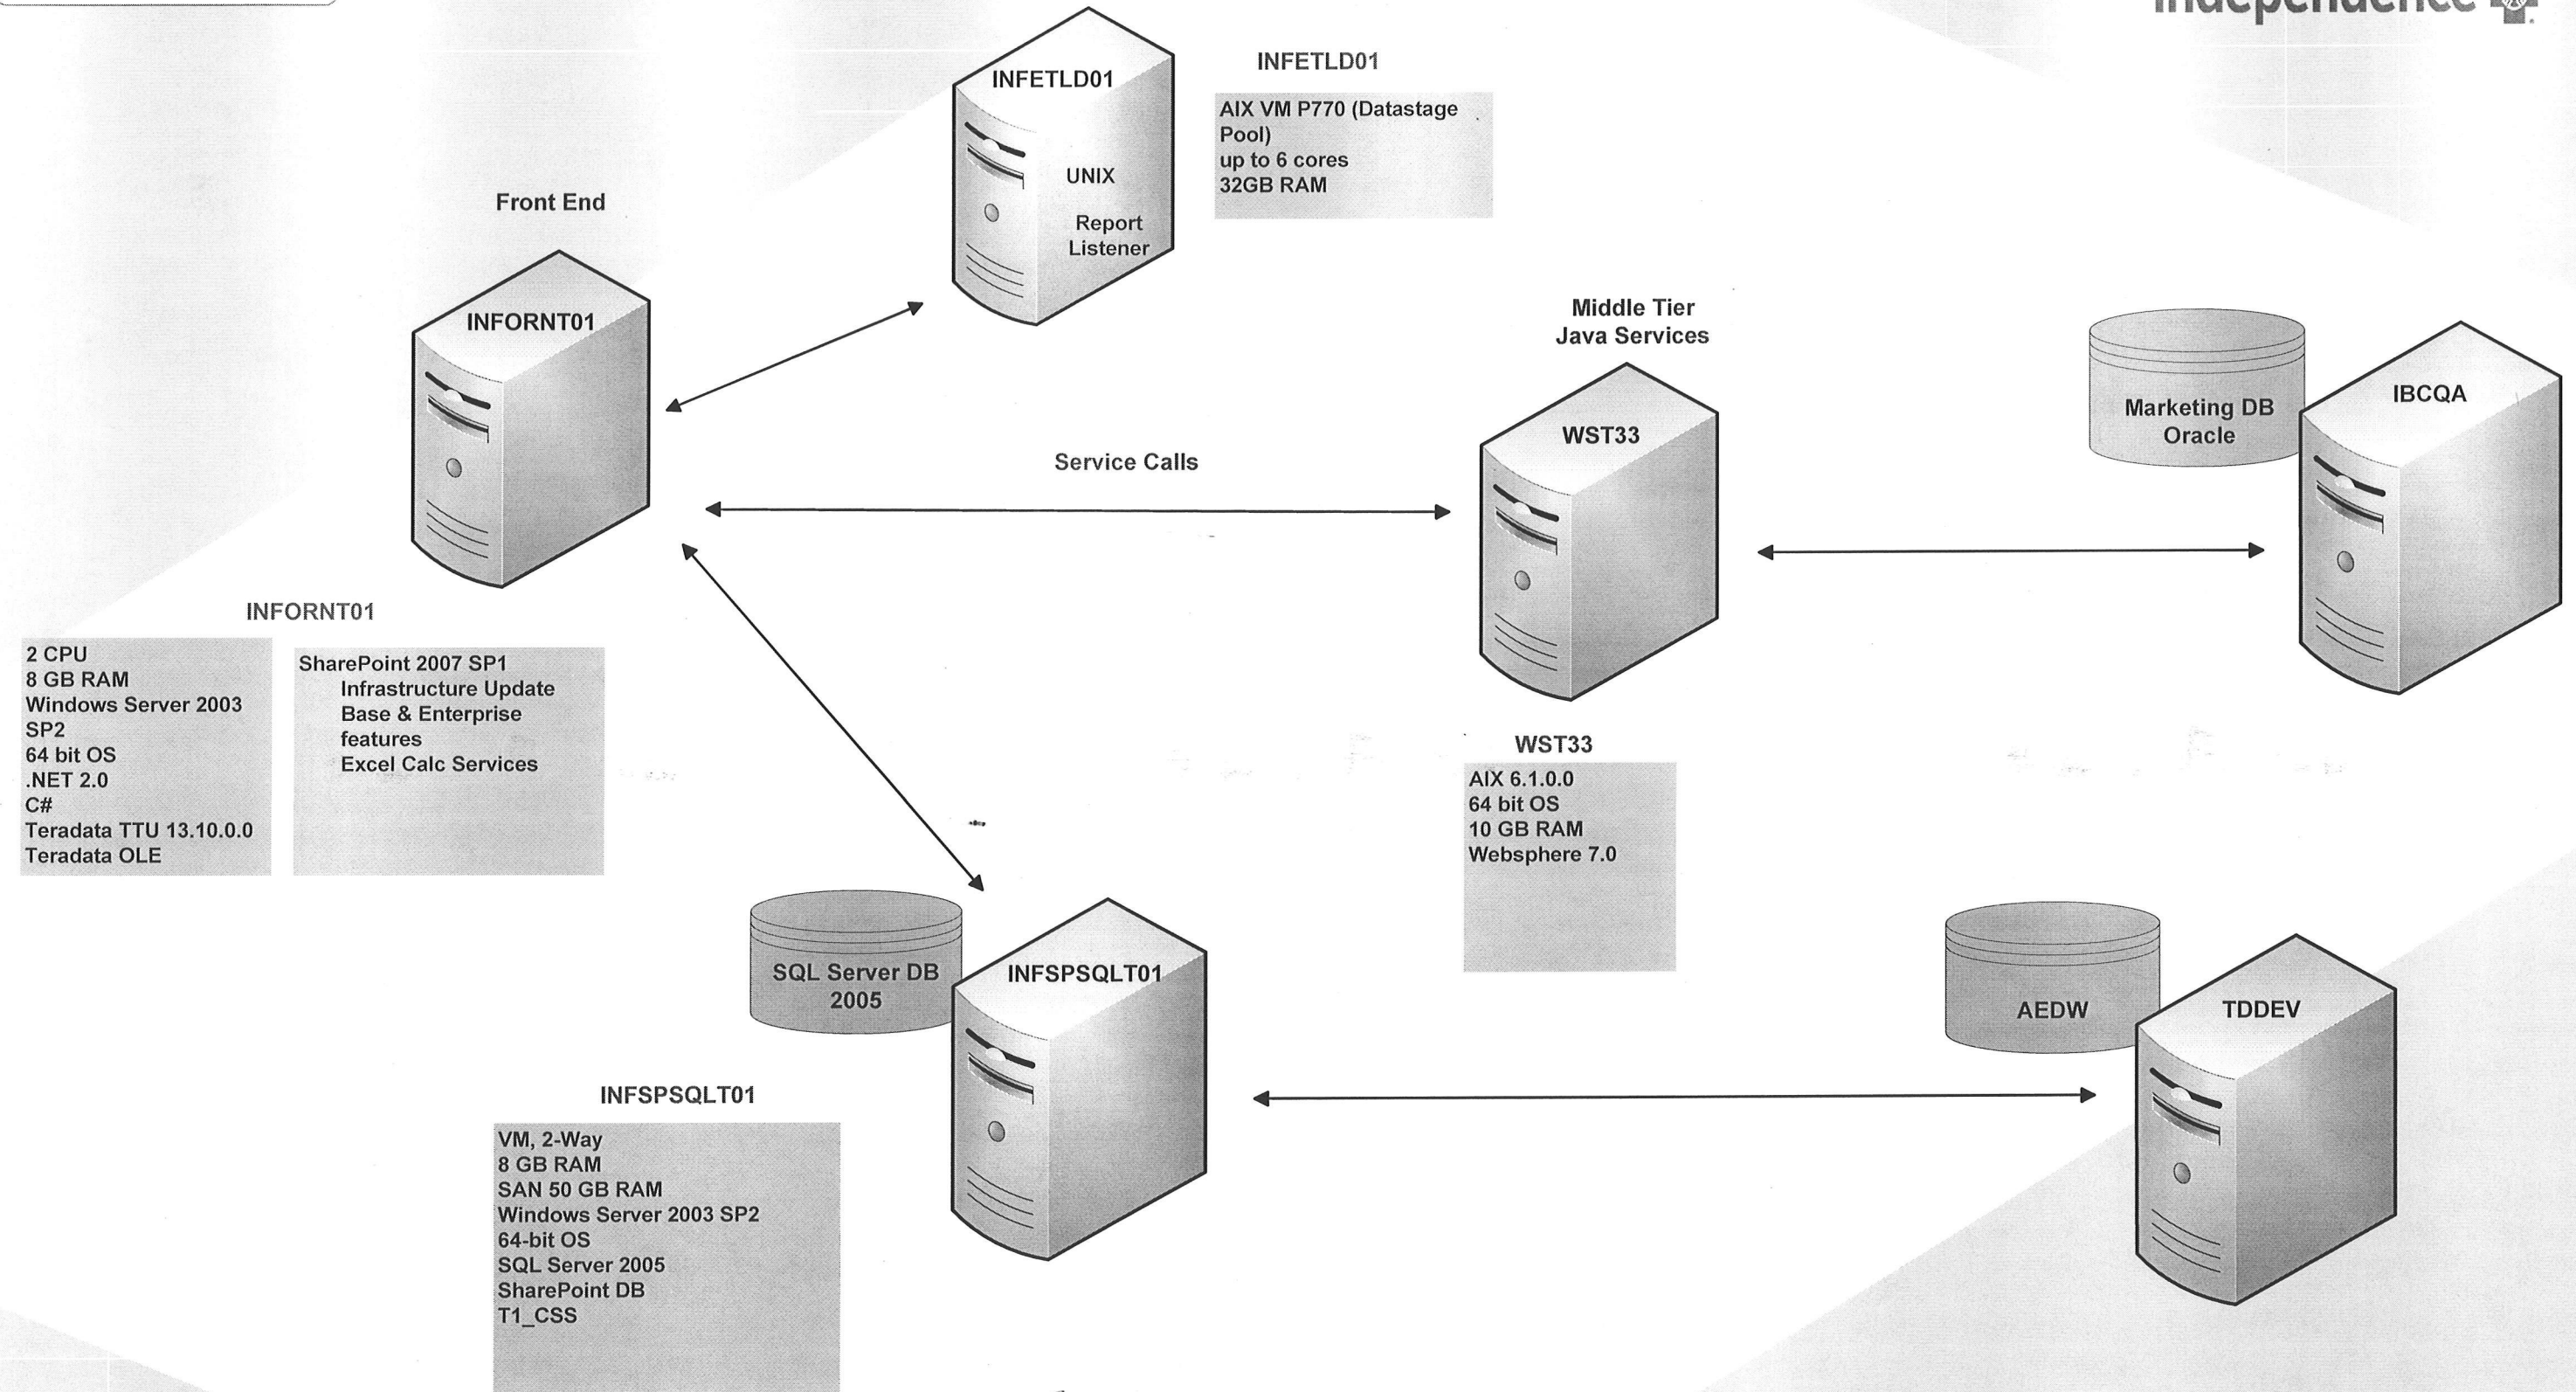 independence
INFETLD01
UNIX
Report
Listener
INFETLD01
AIX VM P770 (Datastage
Pool)
up to 6 cores
32GB RAM
Front End
INFORNT01
Middle Tier
Java Services
WST33
Service Calls
Marketing DB
Oracle
IBCQA
INFORNT01
2 CPU
8 GB RAM
Windows Server 2003
SP2
64 bit OS
.NET 2.0
C#
Teradata TTU 13.10.0.0
Teradata OLE
SharePoint 2007 SP1
Infrastructure Update
Base & Enterprise
features
Excel Calc Services
WST33
AIX 6.1.0.0
64 bit OS
10 GB RAM
Websphere 7.0
SQL Server DB
2005
INFSPSQLT01
AEDW
TDDEV
INFSPSQLT01
VM, 2-Way
8 GB RAM
SAN 50 GB RAM
Windows Server 2003 SP2
64-bit OS
SQL Server 2005
SharePoint DB
T1_CSS